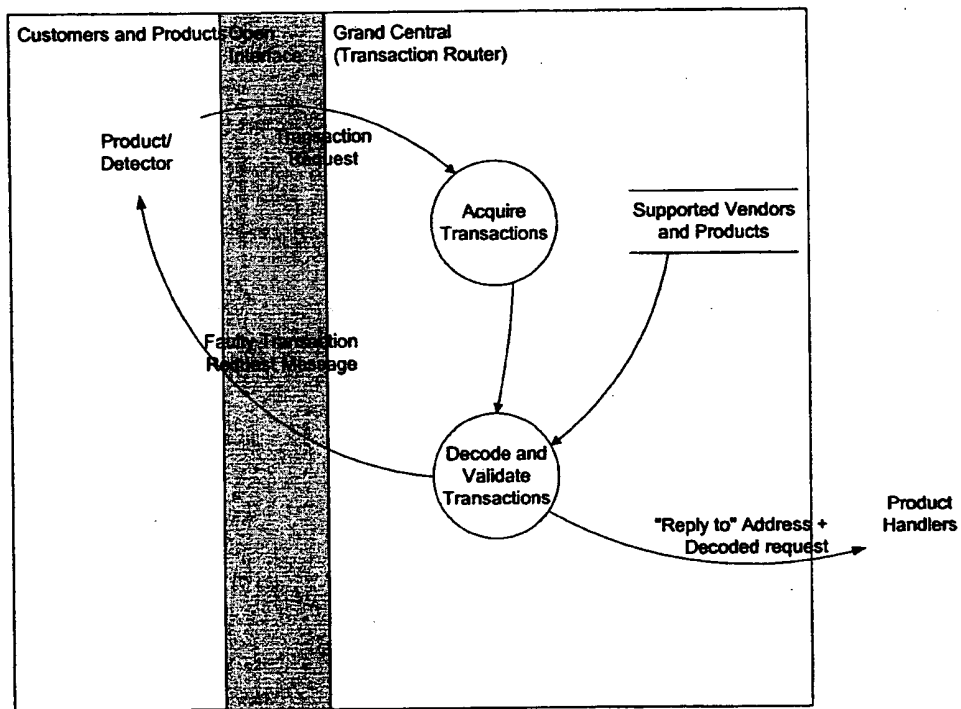 Customers and Products
Open
Interface
Grand Central
(Transaction Router)
Product/
Detector
Transaction
Request
Acquire
Transactions
Supported Vendors
and Products
Faulty Transaction
Request Message
Decode and
Validate
Transactions
"Reply to" Address +
Decoded request
Product
Handlers